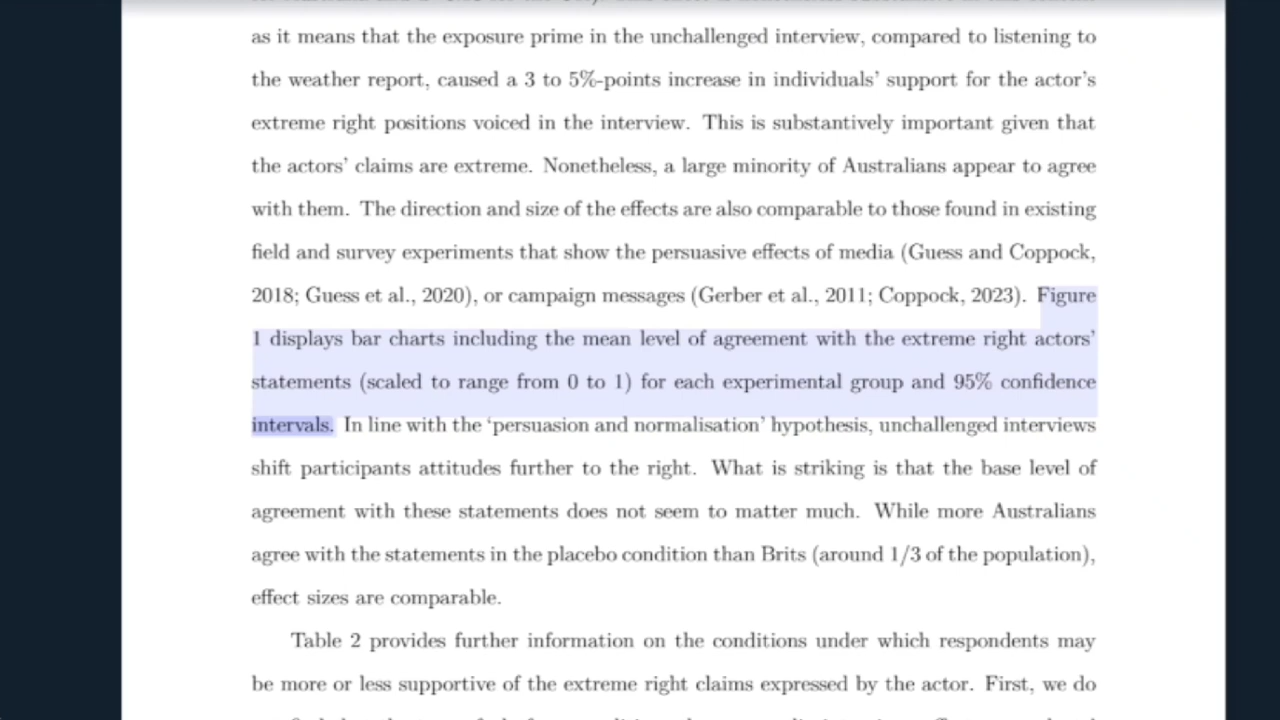 as it means that the exposure prime in the unchallenged interview, compared to listening to
the weather report, caused a 3 to 5%-points increase in individuals’ support for the actor’s
extreme right positions voiced in the interview. This is substantively important given that
the actors’ claims are extreme. Nonetheless, a large minority of Australians appear to agree
with them. The direction and size of the effects are also comparable to those found in existing
field and survey experiments that show the persuasive effects of media (Guess and Coppock,
2018; Guess et al., 2020), or campaign messages (Gerber et al., 2011; Coppock, 2023). Figure
1 displays bar charts including the mean level of agreement with the extreme right actors’
statements (scaled to range from 0 to 1) for each experimental group and 95% confidence
intervals. In line with the ‘persuasion and normalisation’ hypothesis, unchallenged interviews
shift participants attitudes further to the right. What is striking is that the base level of
agreement with these statements does not seem to matter much. While more Australians
agree with the statements in the placebo condition than Brits (around 1/3 of the population),
effect sizes are comparable.
Table 2 provides further information on the conditions under which respondents may
be more or less supportive of the extreme right claims expressed by the actor. First, we do